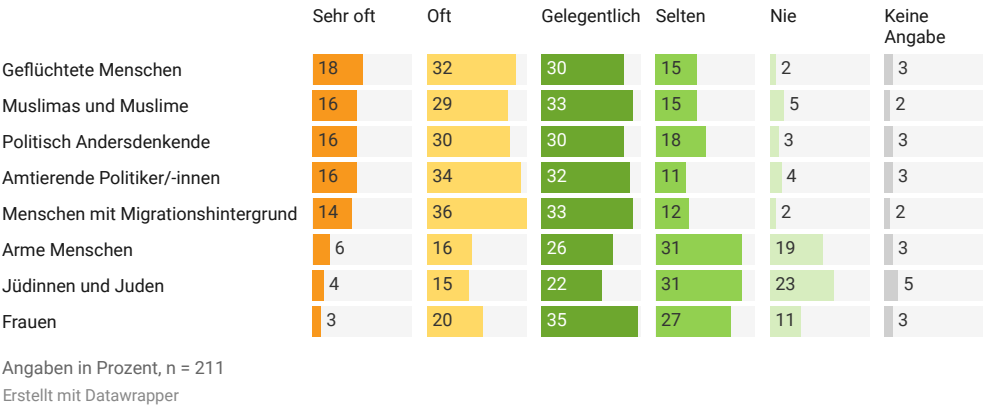 Sehr oft Oft Gelegentlich Selten Nie Keine Angabe
Geflüchtete Menschen 18 32 30 15 2 3
Muslimas und Muslime 16 29 33 15 5 2
Politisch Andersdenkende 16 30 30 18 3 3
Amtierende Politiker/-innen 16 34 32 11 4 3
Menschen mit Migrationshintergrund 14 36 33 12 2 2
Arme Menschen 6 16 26 31 19 3
Jüdinnen und Juden 4 15 22 31 23 5
Frauen 3 20 35 27 11 3
Angaben in Prozent, n = 211
Erstellt mit Datawrapper